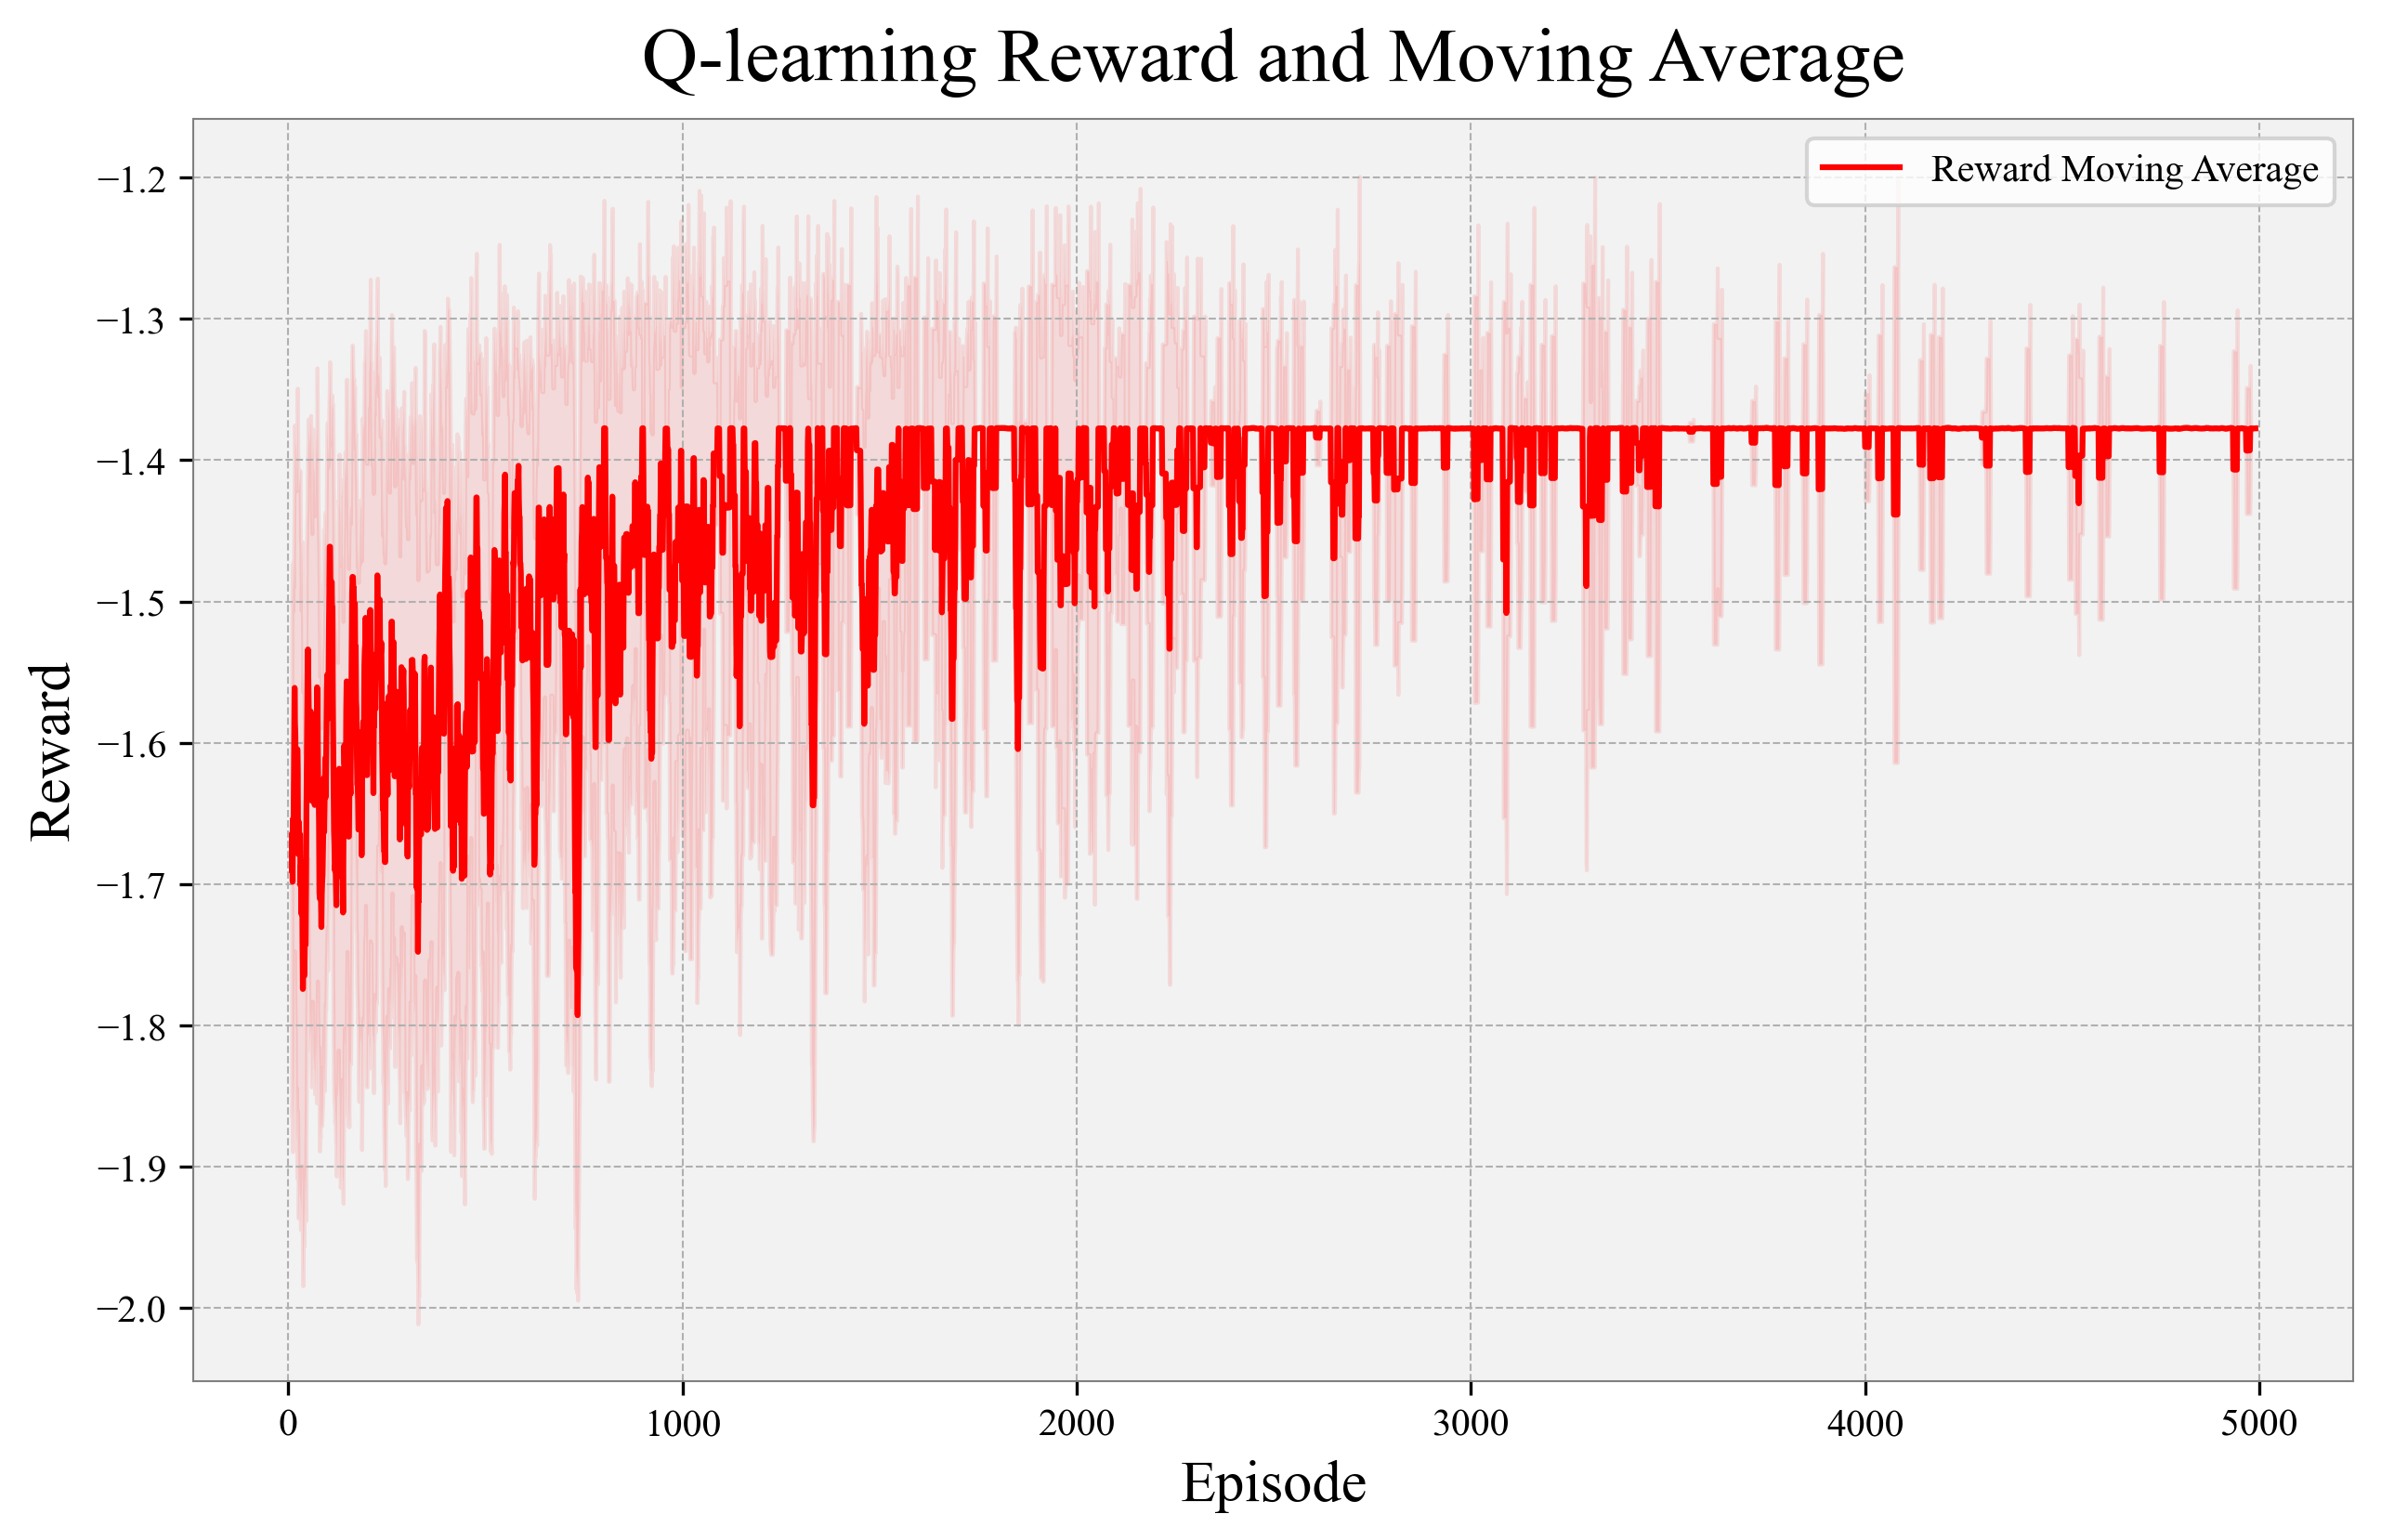 Q-learning Reward and Moving Average
Reward Moving Average
−1.2
−1.3
−1.4
−1.5
−1.6
−1.7
−1.8
−1.9
−2.0
Reward
0 1000 2000 3000 4000 5000
Episode